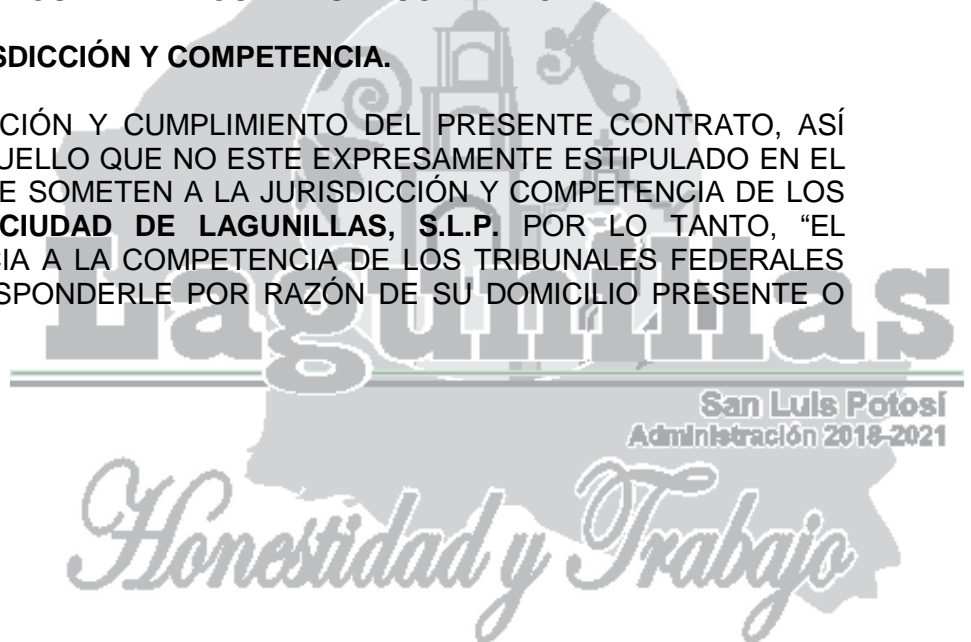 SDICCIÓN Y COMPETENCIA.
CIÓN Y CUMPLIMIENTO DEL PRESENTE CONTRATO, ASÍ
UELLO QUE NO ESTE EXPRESAMENTE ESTIPULADO EN EL
E SOMETEN A LA JURISDICCIÓN Y COMPETENCIA DE LOS
CIUDAD DE LAGUNILLAS, S.L.P. POR LO TANTO, “EL
CIA A LA COMPETENCIA DE LOS TRIBUNALES FEDERALES
SPONDERLE POR RAZÓN DE SU DOMICILIO PRESENTE O
Lagunillas
San Luis Potosí
Administración 2018-2021
Honestidad y Trabajo